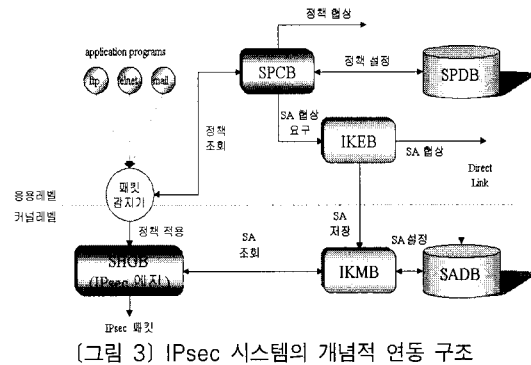 정책 협상
application programs
ftp
telnet
mail
SPCB
정책 설정
SPDB
정책
조회
SA 협상
요구
IKEB
SA 협상
Direct
Link
패킷
감지기
응용레벨
커널레벨
정책 적용
SA
저장
SA
조회
SA설정
SHOB
(IPsec 엔진)
IKMB
SADB
IPsec 패킷
(그림 3) IPsec 시스템의 개념적 연동 구조